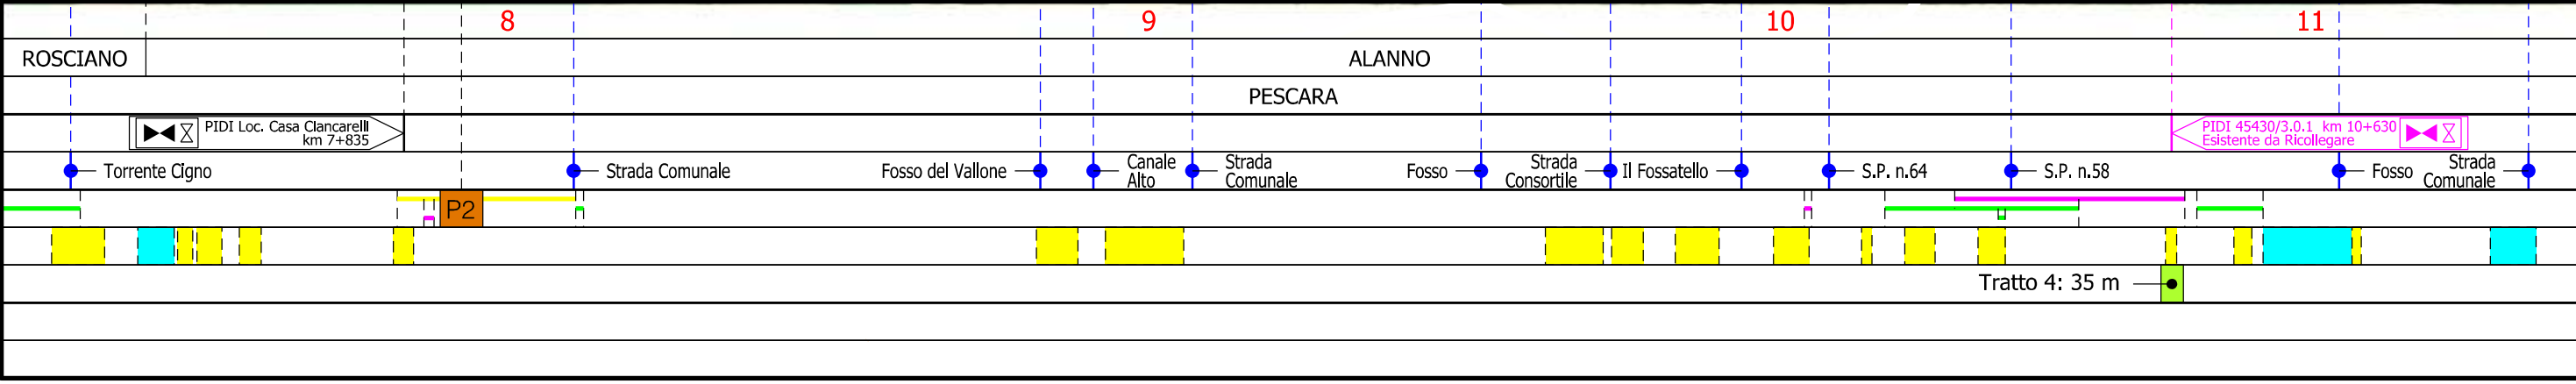 8
9
10
11
ROSCIANO
ALANNO
PESCARA
PIDI Loc. Casa Ciancarelli
km 7+835
PIDI 45430/3.0.1 km 10+630
Esistente da Ricollegare
Torrente Cigno
Strada Comunale
Fosso del Vallone
Canale
Alto
Strada
Comunale
Fosso
Strada
Consortile
Il Fossatello
S.P. n.64
S.P. n.58
Fosso
Strada
Comunale
P2
Tratto 4: 35 m